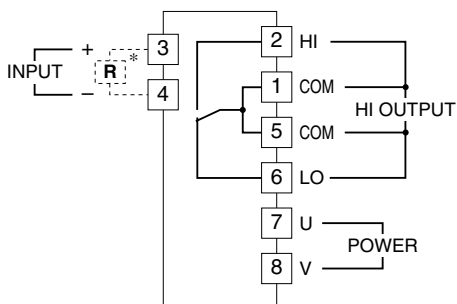 INPUT
+
R
*
−
3
4
2 HI
1 COM
5 COM
6 LO
7 U
8 V
HI OUTPUT
POWER